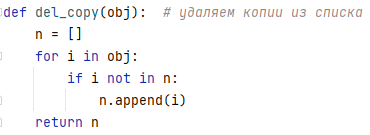 def del_copy(obj):  # удаляем копии из списка
    n = []
    for i in obj:
        if i not in n:
            n.append(i)
    return n